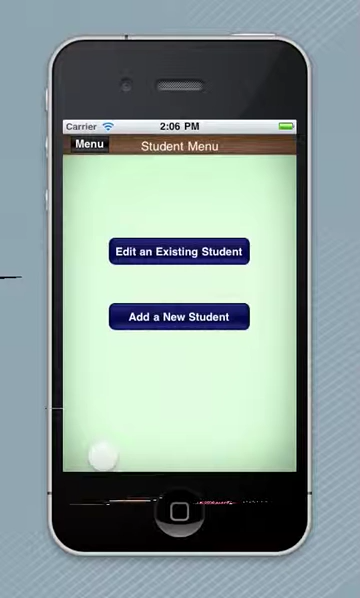 Carrier 2:06 PM
Menu Student Menu
Edit an Existing Student
Add a New Student